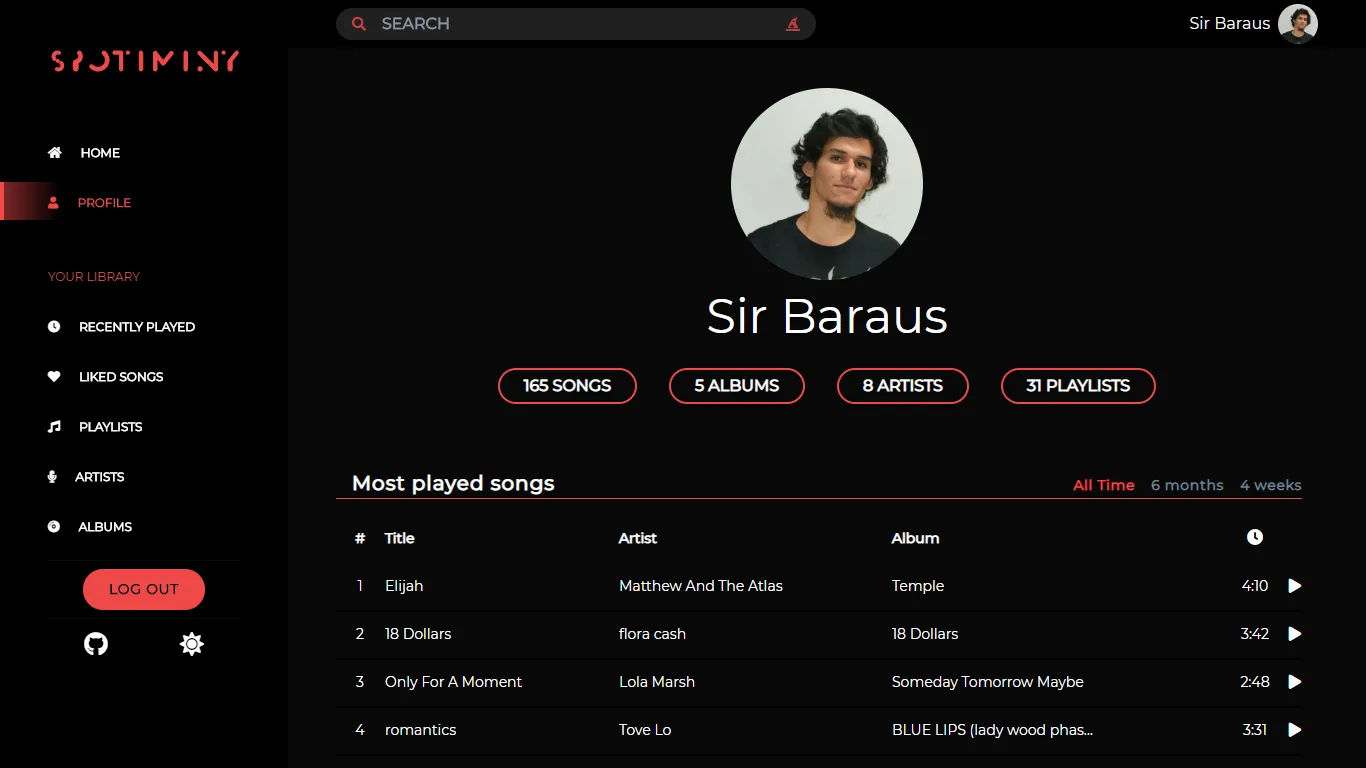 SPOTIMINY
SEARCH
Sir Baraus
HOME
PROFILE
YOUR LIBRARY
RECENTLY PLAYED
LIKED SONGS
PLAYLISTS
ARTISTS
ALBUMS
LOG OUT
Sir Baraus
165 SONGS 5 ALBUMS 8 ARTISTS 31 PLAYLISTS
Most played songs All Time 6 months 4 weeks
# Title Artist Album
1 Elijah Matthew And The Atlas Temple 4:10
2 18 Dollars flora cash 18 Dollars 3:42
3 Only For A Moment Lola Marsh Someday Tomorrow Maybe 2:48
4 romantics Tove Lo BLUE LIPS (lady wood phas... 3:31